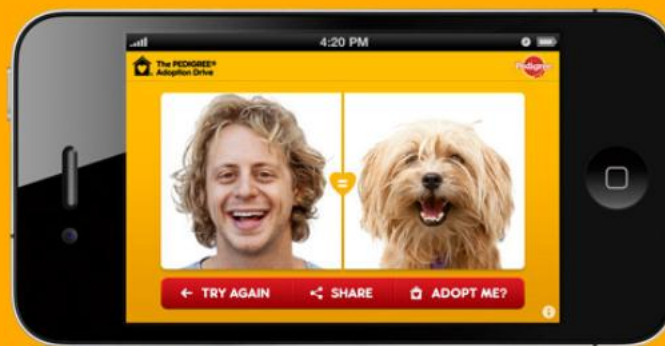 4:20 PM
The PEDIGREE®
Adoption Drive
Pedigree
=
← TRY AGAIN
SHARE
ADOPT ME?
i